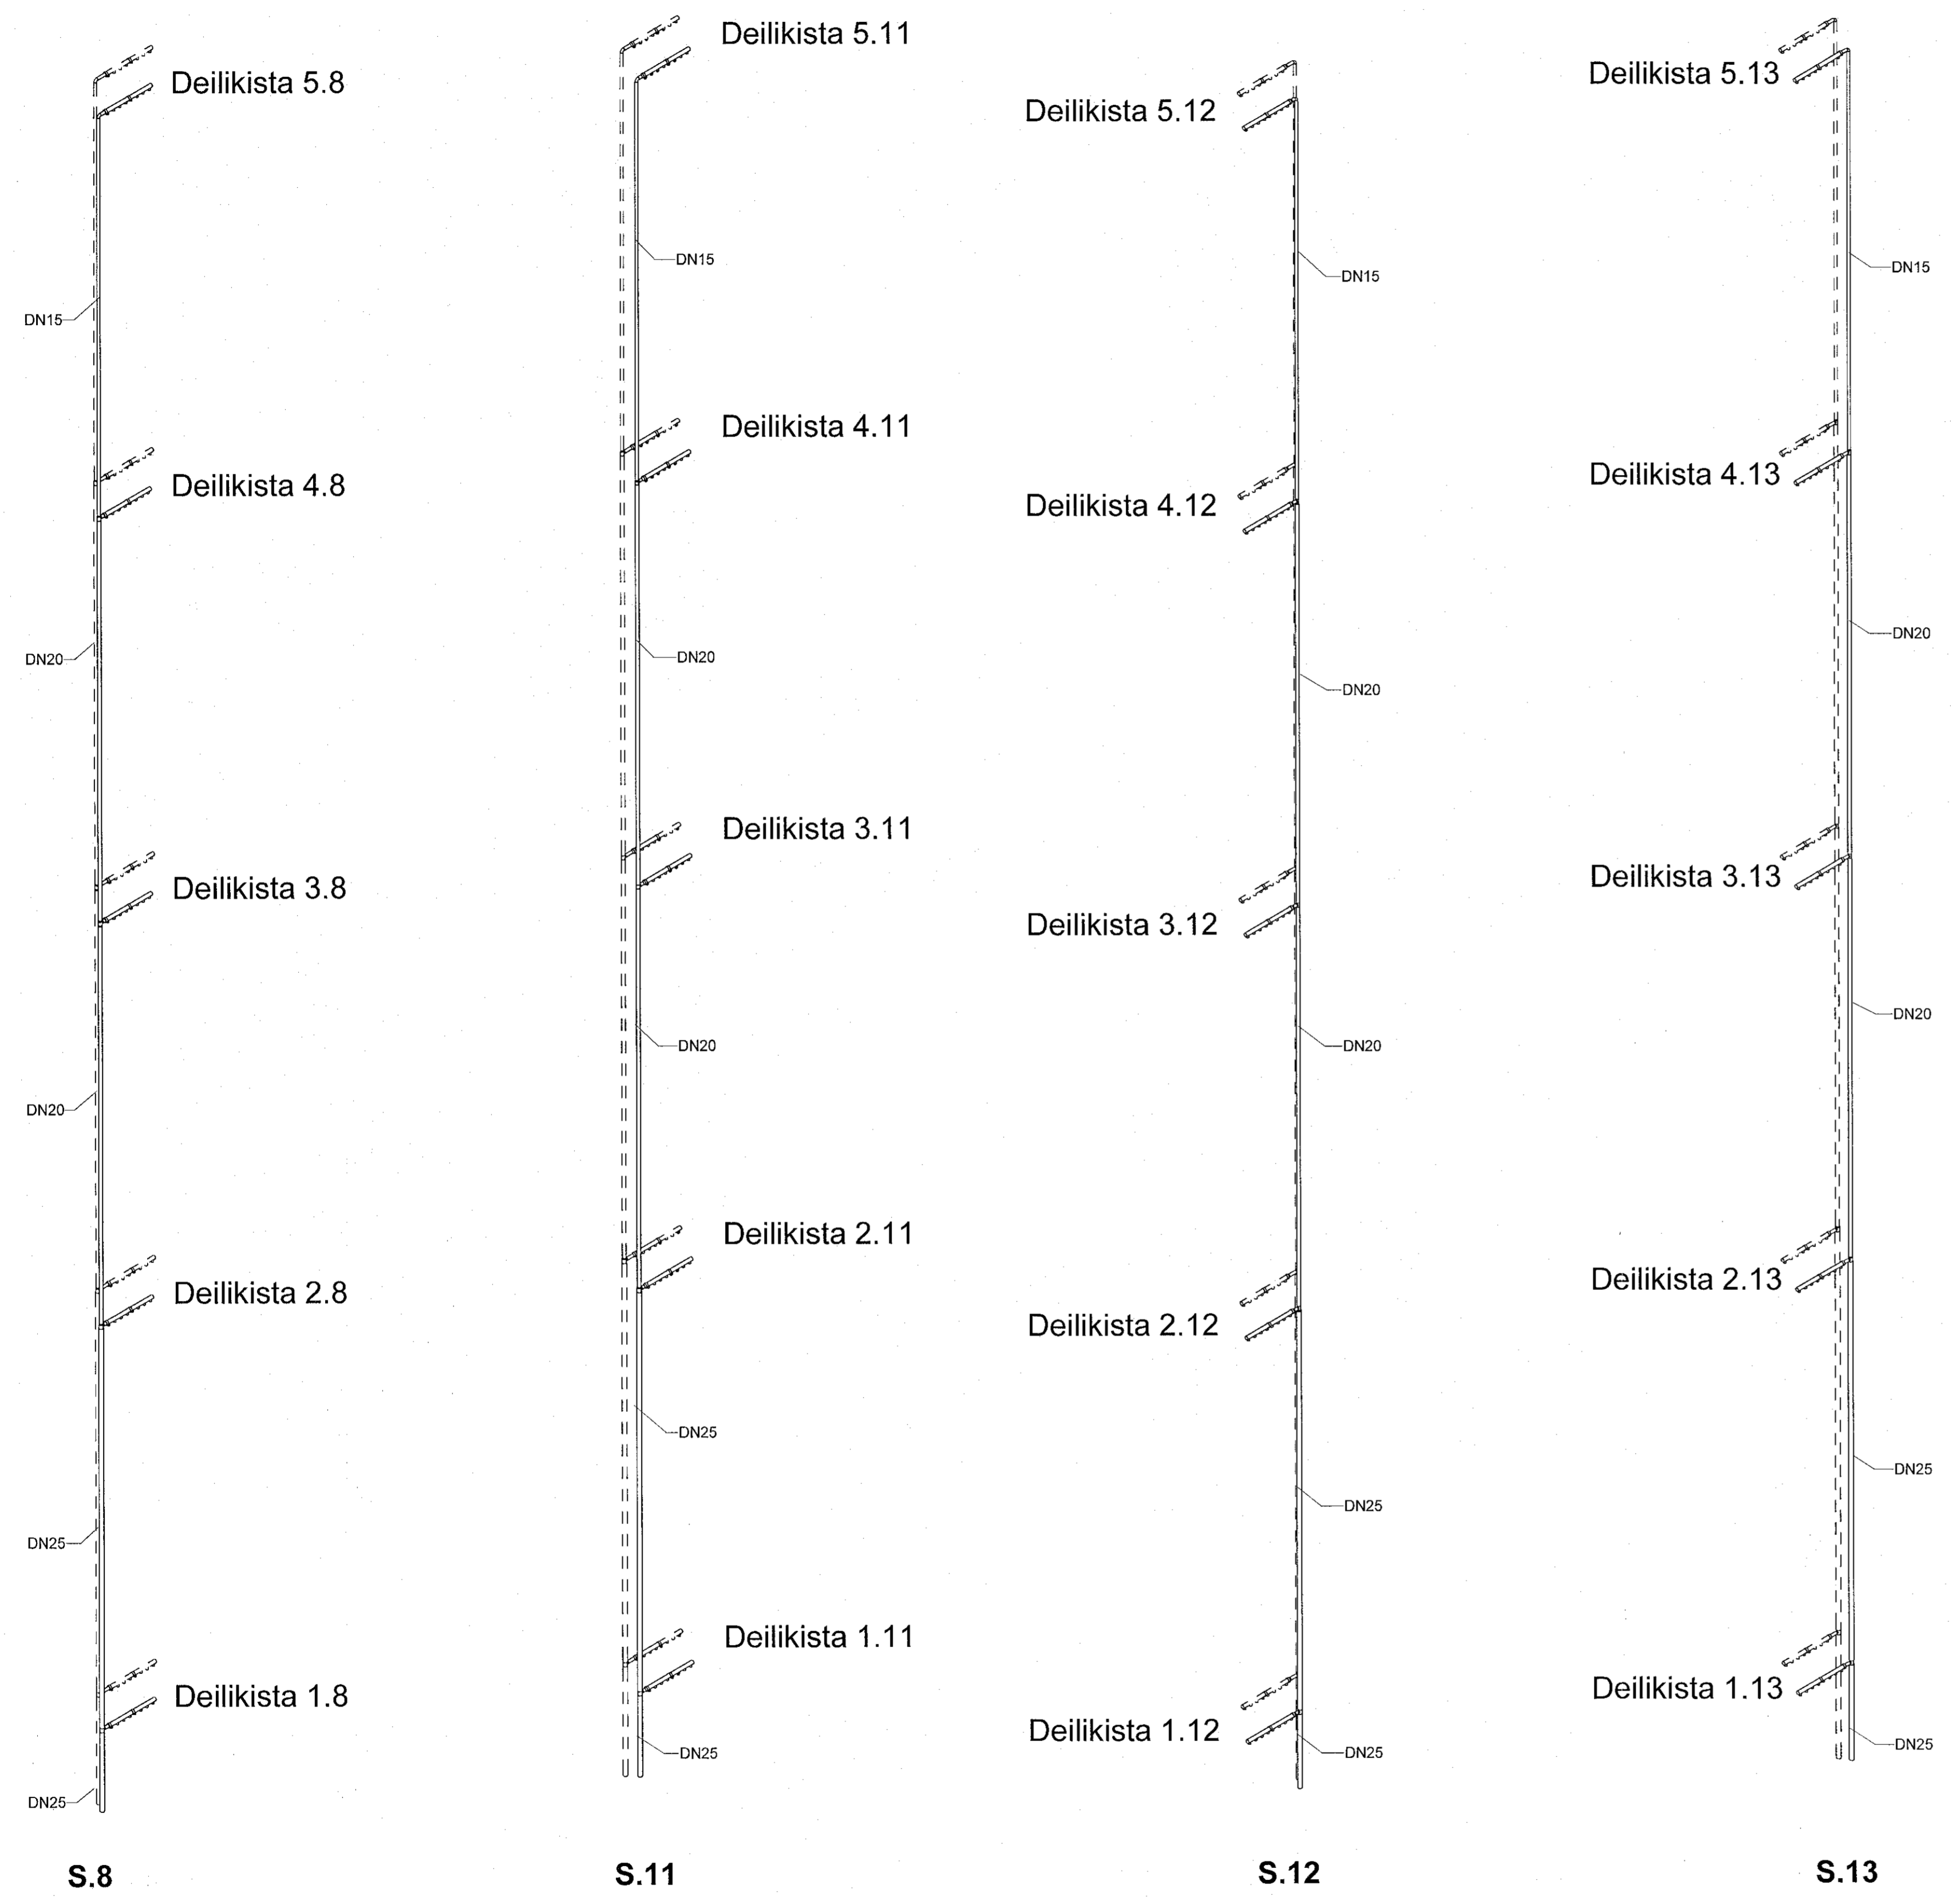 Deilikista 5.8
DN15
Deilikista 4.8
DN20
Deilikista 3.8
DN20
Deilikista 2.8
DN25
Deilikista 1.8
DN25
S.8
Deilikista 5.11
DN15
Deilikista 4.11
DN20
Deilikista 3.11
DN20
Deilikista 2.11
DN25
Deilikista 1.11
DN25
S.11
Deilikista 5.12
DN15
Deilikista 4.12
DN20
Deilikista 3.12
DN20
Deilikista 2.12
DN25
Deilikista 1.12
DN25
S.12
Deilikista 5.13
DN15
Deilikista 4.13
DN20
Deilikista 3.13
DN20
Deilikista 2.13
DN25
Deilikista 1.13
DN25
S.13